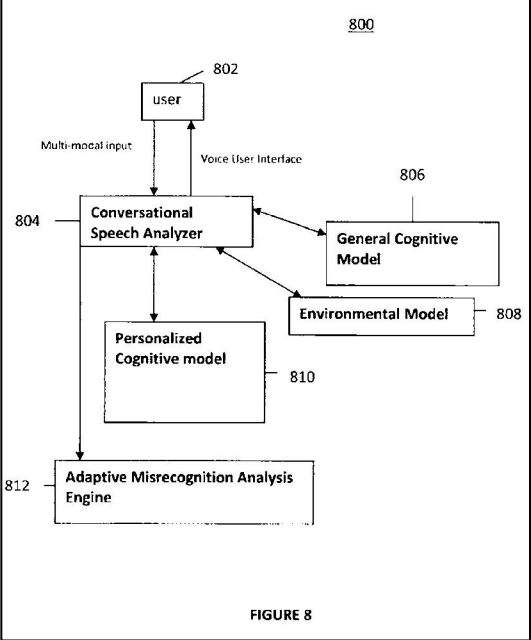 800
802
user
Multi-modal input
Voice User Interface
806
804
Conversational
Speech Analyzer
General Cognitive
Model
Environmental Model
808
Personalized
Cognitive model
810
812
Adaptive Misrecognition Analysis
Engine
FIGURE 8